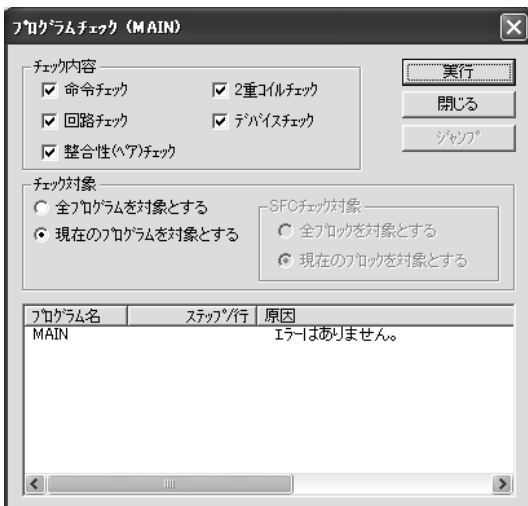 ﾌﾟﾛｸﾞﾗﾑﾁｪｯｸ (MAIN)
ﾁｪｯｸ内容
命令ﾁｪｯｸ
2重ｺｲﾙﾁｪｯｸ
回路ﾁｪｯｸ
ﾃﾞﾊﾞｲｽﾁｪｯｸ
整合性(ﾍﾟｱ)ﾁｪｯｸ
実行
閉じる
ｼﾞｬﾝﾌﾟ
ﾁｪｯｸ対象
全ﾌﾟﾛｸﾞﾗﾑを対象とする
現在のﾌﾟﾛｸﾞﾗﾑを対象とする
SFCﾁｪｯｸ対象
全ﾌﾞﾛｯｸを対象とする
現在のﾌﾞﾛｯｸを対象とする
ﾌﾟﾛｸﾞﾗﾑ名 ｽﾃｯﾌﾟ/行 原因
MAIN ｴﾗｰはありません。